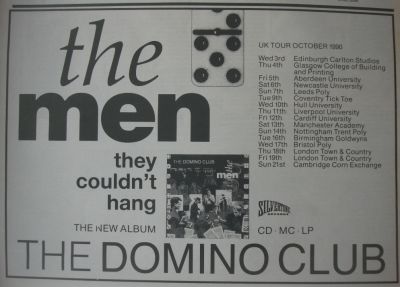 the
men
they
couldn't
hang
UK TOUR OCTOBER 1990
Wed 3rd Edinburgh Carlton Studios
Thu 4th Glasgow College of Building
and Printing
Fri 5th Aberdeen University
Sat 6th Newcastle University
Sun 7th Leeds Poly
Tue 9th Coventry Tick Toe
Wed 10th Hull University
Thu 11th Liverpool University
Fri 12th Cardiff University
Sat 13th Manchester Academy
Sun 14th Nottingham Trent Poly
Tue 16th Birmingham Goldwyns
Wed 17th Bristol Poly
Thu 18th London Town & Country
Fri 19th London Town & Country
Sun 21st Cambridge Corn Exchange
THE DOMINO CLUB
the
men
THE NEW ALBUM
SILVERTONE
RECORDS
CD · MC · LP
THE DOMINO CLUB